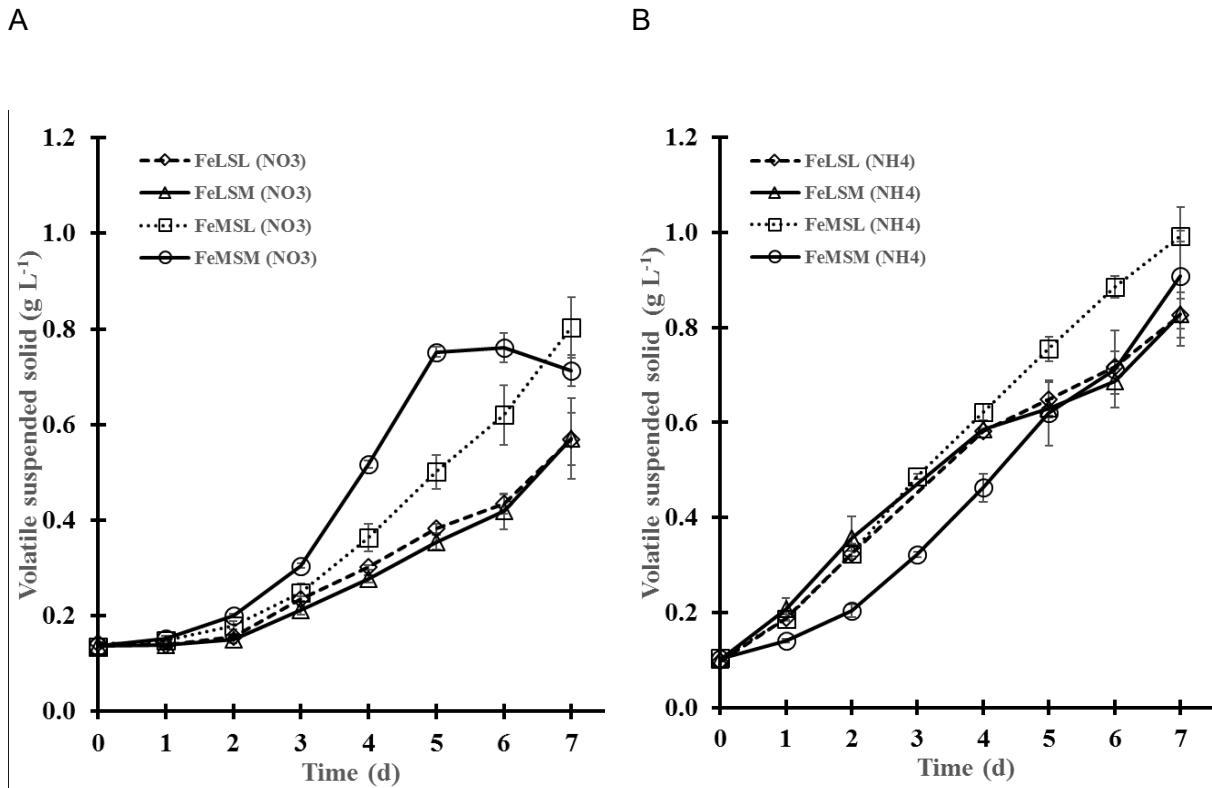 A
B
1.2
1.0
0.8
0.6
0.4
0.2
0.0
Volatile suspended solid (g L-1)
FeLSL (NO3)
FeLSM (NO3)
FeMSL (NO3)
FeMSM (NO3)
0 1 2 3 4 5 6 7
Time (d)
1.2
1.0
0.8
0.6
0.4
0.2
0.0
Volatile suspended solid (g L-1)
FeLSL (NH4)
FeLSM (NH4)
FeMSL (NH4)
FeMSM (NH4)
0 1 2 3 4 5 6 7
Time (d)